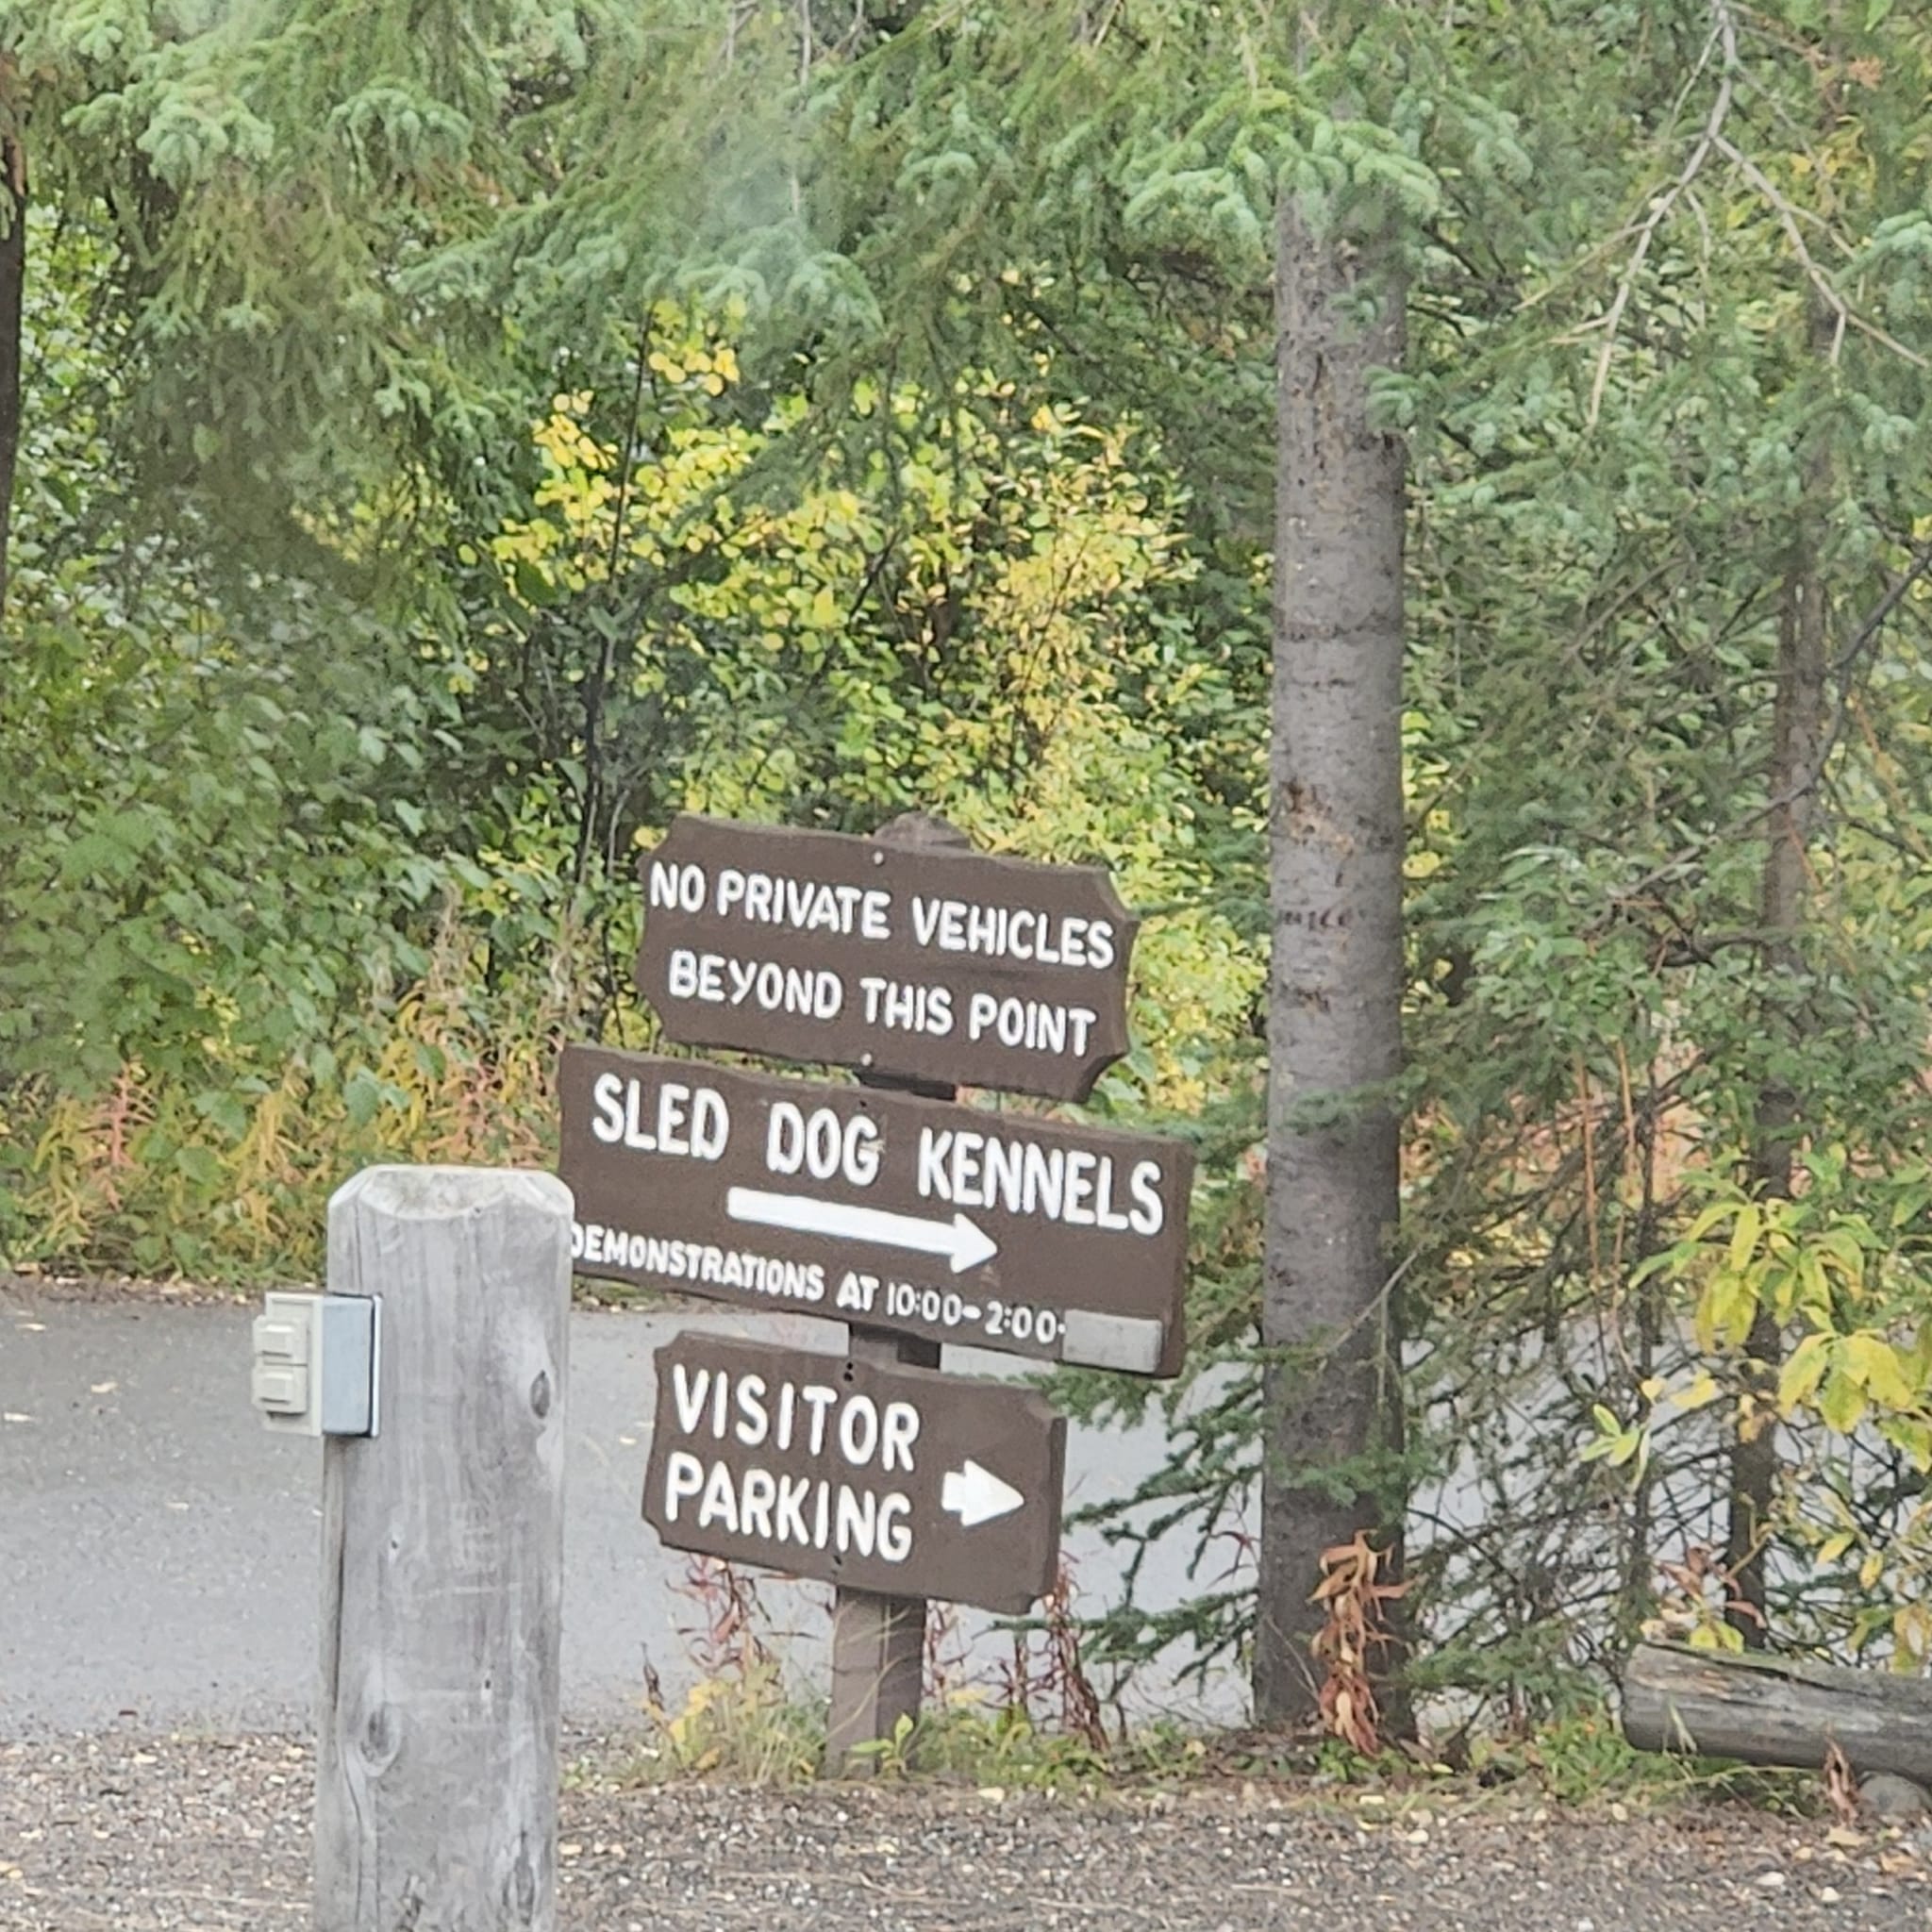 NO PRIVATE VEHICLES
BEYOND THIS POINT
SLED DOG KENNELS
DEMONSTRATIONS AT 10:00-2:00-
VISITOR
PARKING